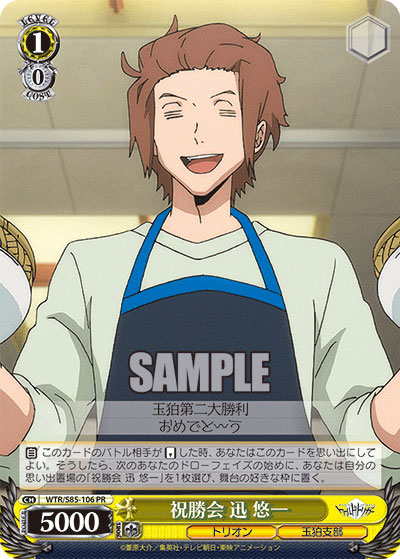 LEVEL
1
0
COST
SAMPLE
玉狛第二大勝利
おめでと〜う
自 このカードのバトル相手が した時、あなたはこのカードを思い出にして
よい。そうしたら、次のあなたのドローフェイズの始めに、あなたは自分の
思い出置場の「祝勝会 迅 悠一」を1枚選び、舞台の好きな枠に置く。
CH WTR/S85-106 PR
5000
祝勝会 迅 悠一
トリオン
玉狛支部
©葦原大介/集英社・テレビ朝日・東映アニメーション